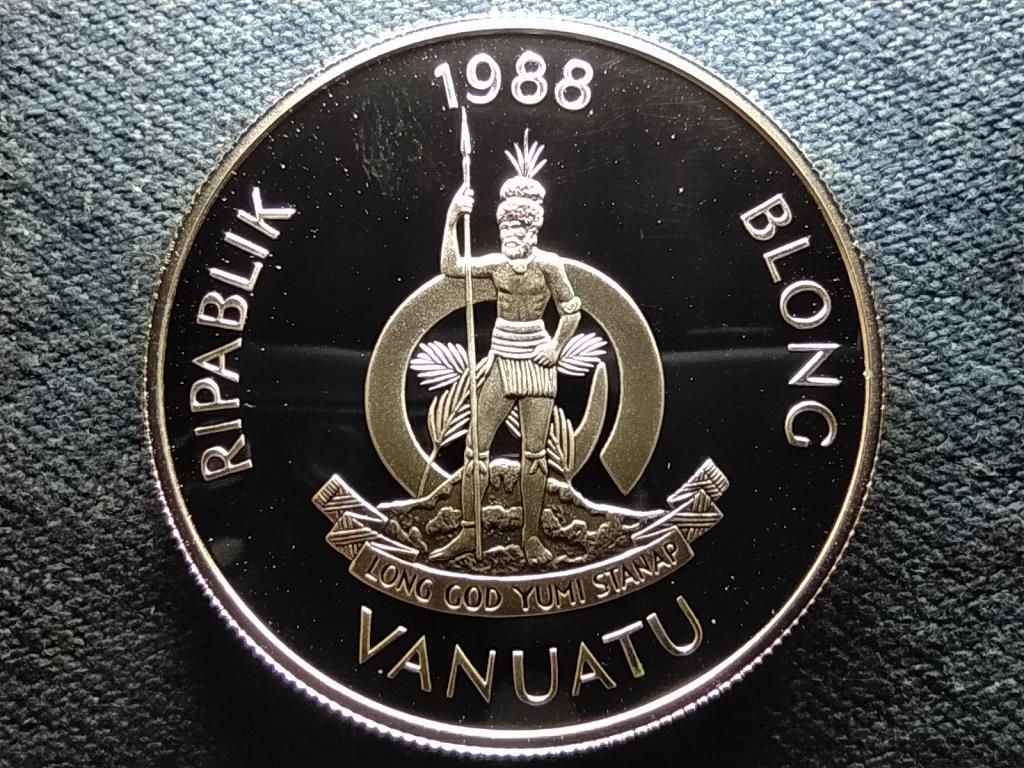 1988
RIPABLIK
BLONG
LONG GOD YUMI STANAP
VANUATU